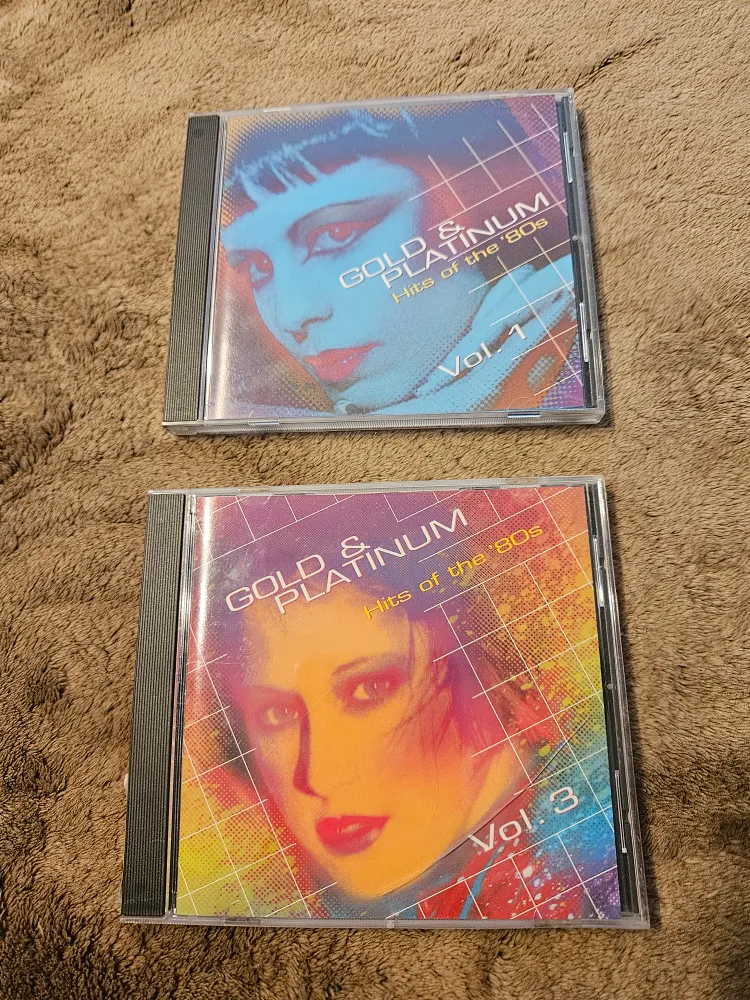 GOLD &
PLATINUM
Hits of the '80s
Vol. 1
GOLD &
PLATINUM
Hits of the '80s
Vol. 3